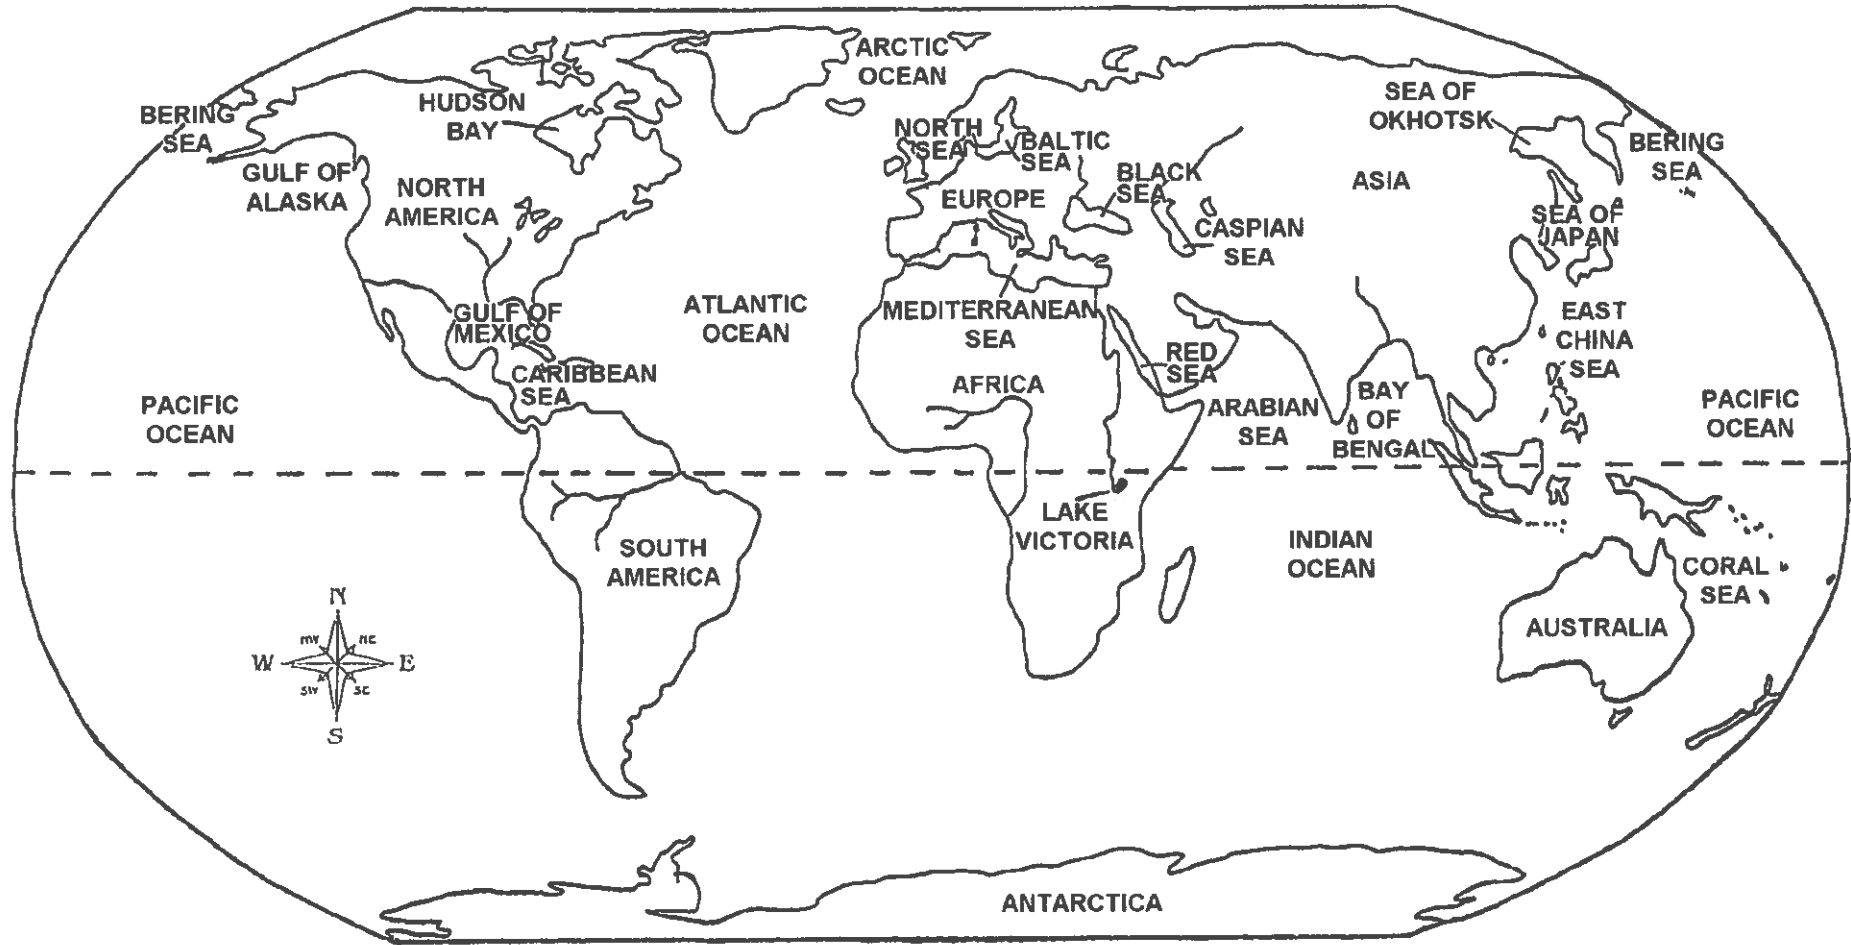 ARCTIC
OCEAN
BERING
SEA
HUDSON
BAY
GULF OF
ALASKA
NORTH
AMERICA
NORTH
SEA
BALTIC
SEA
BLACK
SEA
EUROPE
CASPIAN
SEA
ASIA
SEA OF
OKHOTSK
BERING
SEA
SEA OF
JAPAN
GULF OF
MEXICO
ATLANTIC
OCEAN
MEDITERRANEAN
SEA
EAST
CHINA
SEA
CARIBBEAN
SEA
RED
SEA
AFRICA
ARABIAN
SEA
BAY
OF
BENGAL
PACIFIC
OCEAN
PACIFIC
OCEAN
LAKE
VICTORIA
SOUTH
AMERICA
INDIAN
OCEAN
CORAL
SEA
AUSTRALIA
N
NE
W
E
SW
SE
S
ANTARCTICA